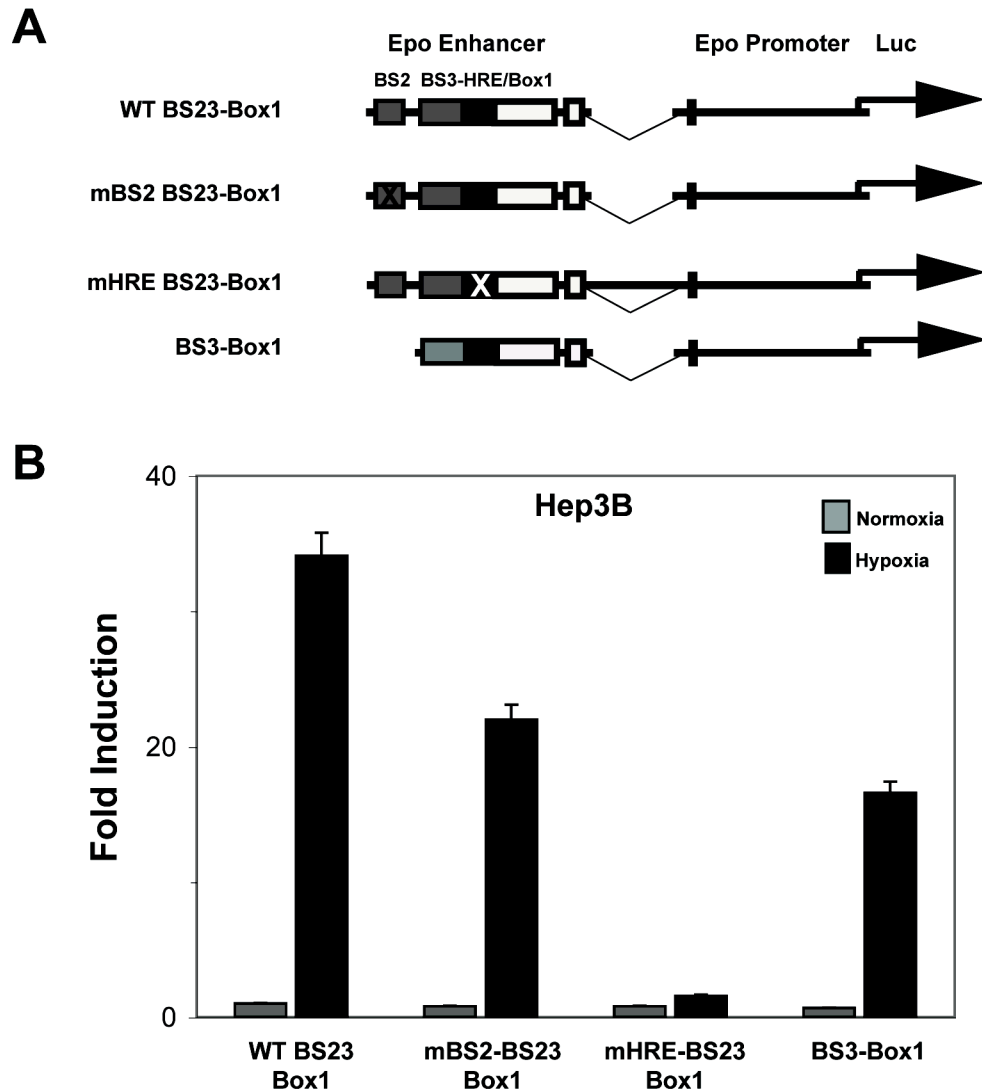 A
Epo Enhancer
Epo Promoter
Luc
BS2
BS3-HRE/Box1
WT BS23-Box1
mBS2 BS23-Box1
X
mHRE BS23-Box1
X
BS3-Box1
B
40
Hep3B
Normoxia
Hypoxia
Fold Induction
20
0
WT BS23
Box1
mBS2-BS23
Box1
mHRE-BS23
Box1
BS3-Box1